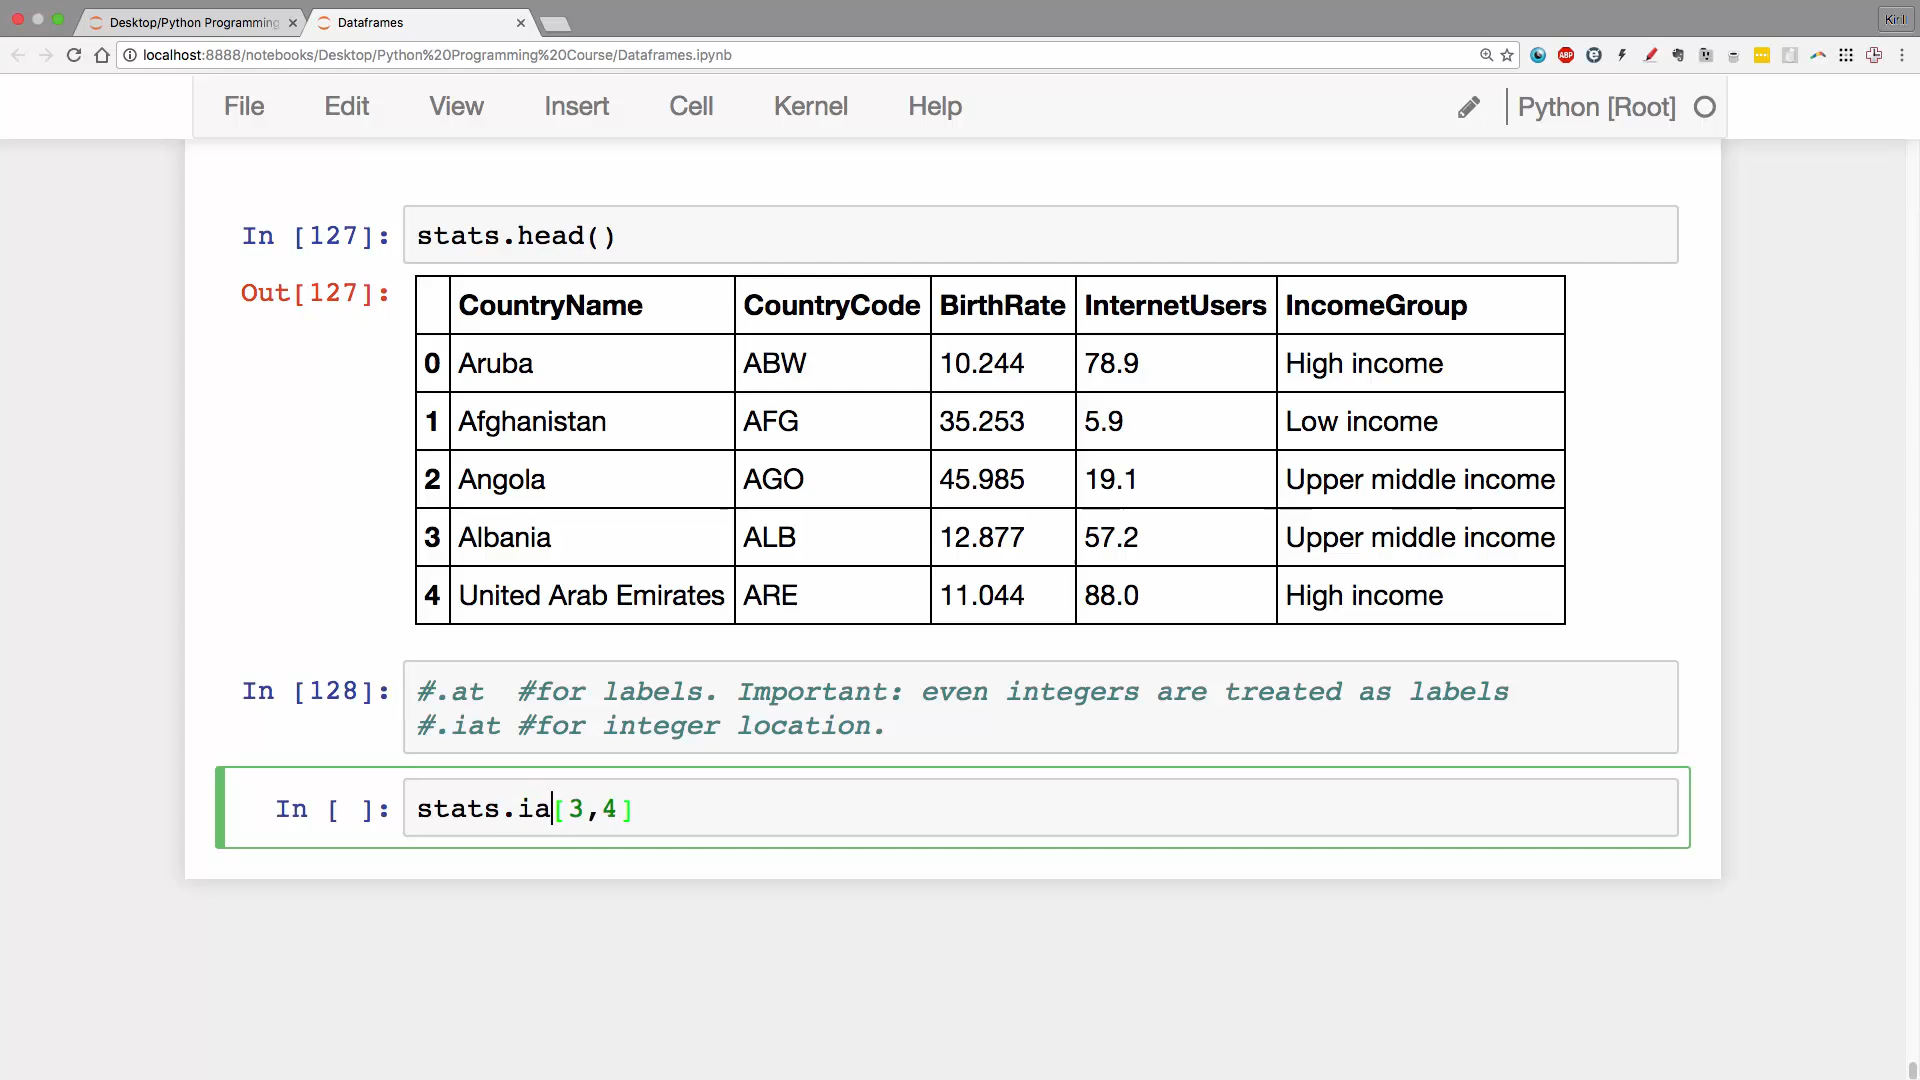 Desktop/Python Programming
Dataframes
Kirill
localhost:8888/notebooks/Desktop/Python%20Programming%20Course/Dataframes.ipynb
ABP
File Edit View Insert Cell Kernel Help Python [Root]
In [127]: stats.head()
Out[127]:
CountryName CountryCode BirthRate InternetUsers IncomeGroup
0 Aruba ABW 10.244 78.9 High income
1 Afghanistan AFG 35.253 5.9 Low income
2 Angola AGO 45.985 19.1 Upper middle income
3 Albania ALB 12.877 57.2 Upper middle income
4 United Arab Emirates ARE 11.044 88.0 High income
In [128]: #.at #for labels. Important: even integers are treated as labels
#.iat #for integer location.
In [ ]: stats.ia[3,4]